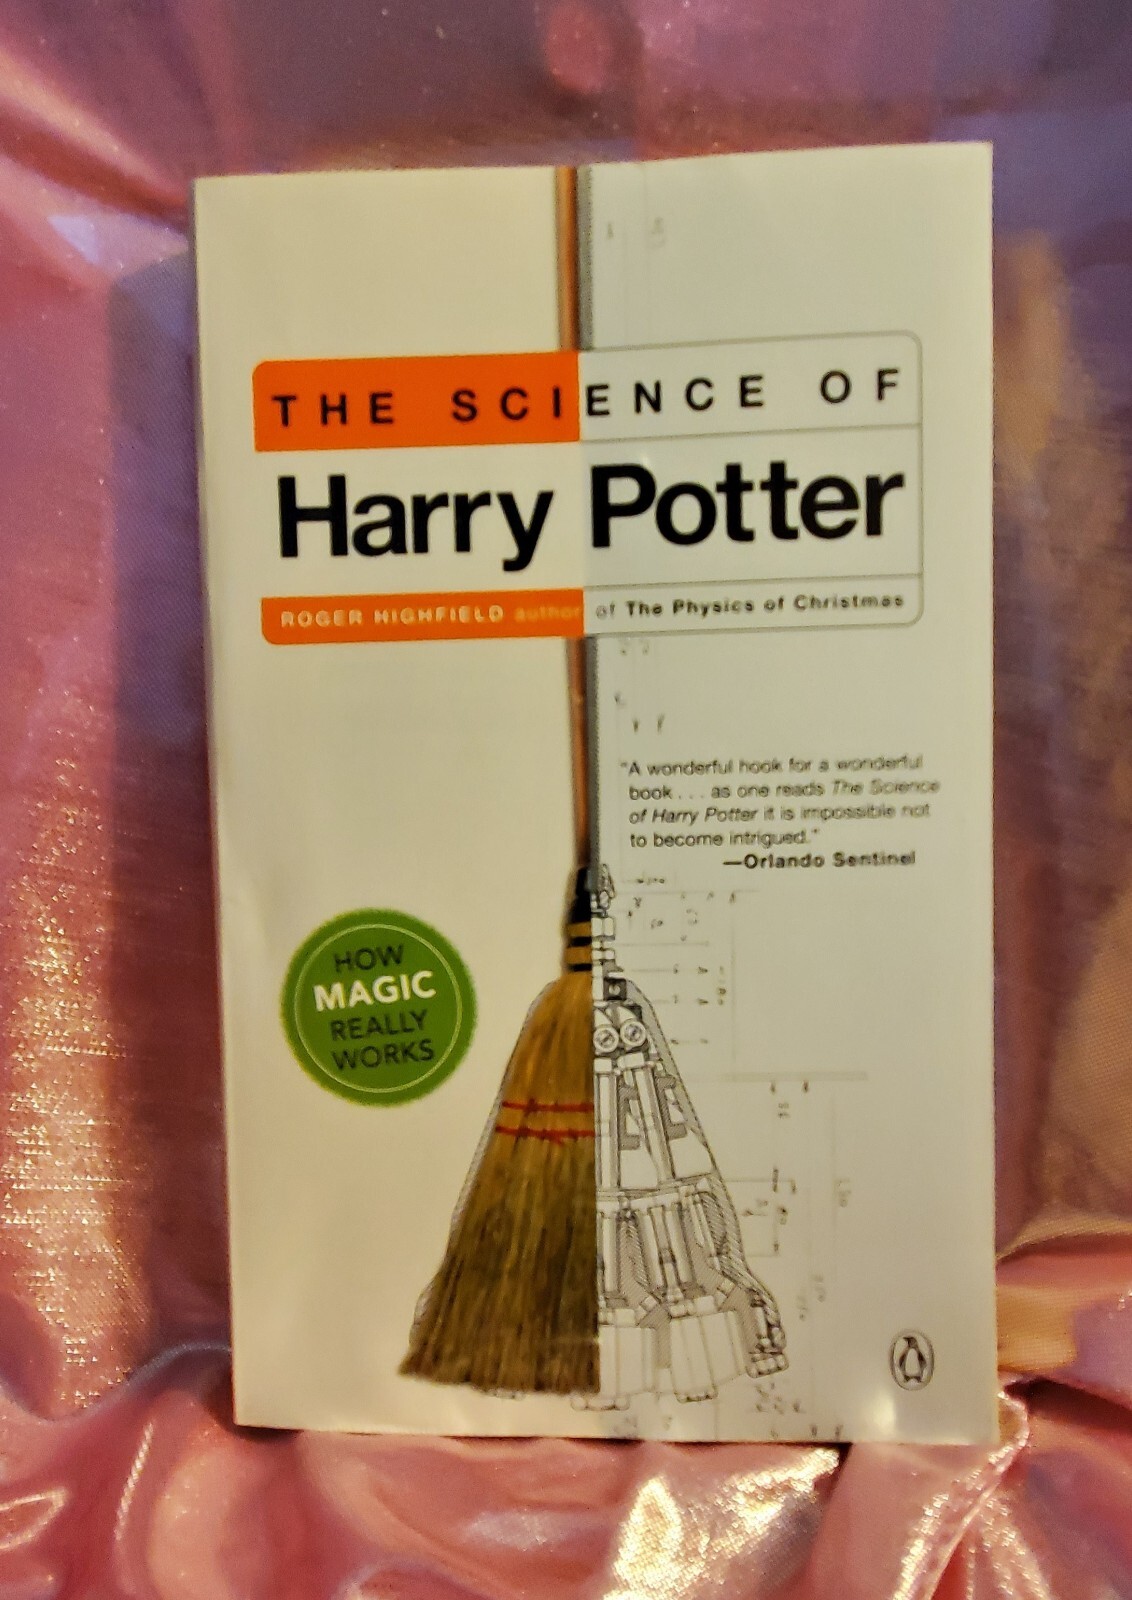 THE SCIENCE OF
Harry Potter
ROGER HIGHFIELD author of The Physics of Christmas
"A wonderful hook for a wonderful
book . . . as one reads The Science
of Harry Potter it is impossible not
to become intrigued."
—Orlando Sentinel
HOW
MAGIC
REALLY
WORKS